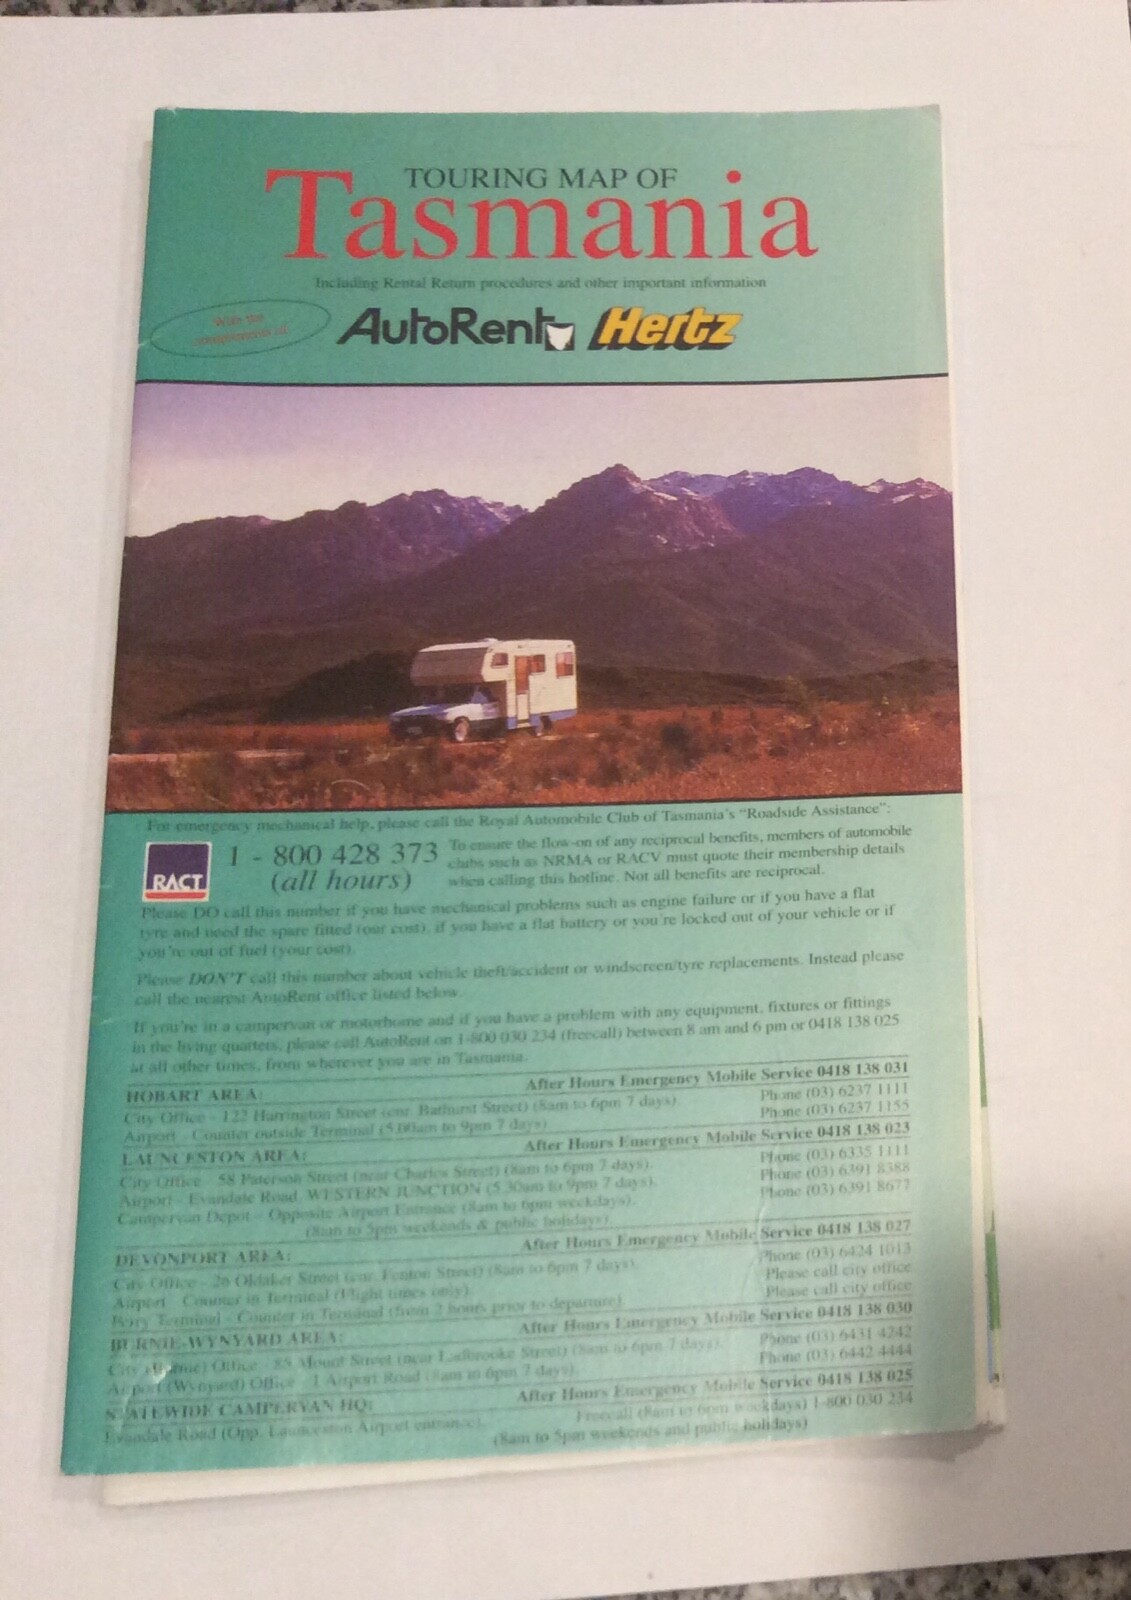 TOURING MAP OF
Tasmania
Including Rental Return procedures and other important information
With the
compliments of
AutoRent Hertz
For emergency mechanical help, please call the Royal Automobile Club of Tasmania's "Roadside Assistance":
RACT
1 - 800 428 373
(all hours)
To ensure the flow-on of any reciprocal benefits, members of automobile
clubs such as NRMA or RACV must quote their membership details
when calling this hotline. Not all benefits are reciprocal.
Please DO call this number if you have mechanical problems such as engine failure or if you have a flat
tyre and need the spare fitted (our cost), if you have a flat battery or you're locked out of your vehicle or if
you're out of fuel (your cost).
Please DON'T call this number about vehicle theft/accident or windscreen/tyre replacements. Instead please
call the nearest AutoRent office listed below.
If you're in a campervan or motorhome and if you have a problem with any equipment, fixtures or fittings
in the living quarters, please call AutoRent on 1-800 030 234 (freecall) between 8 am and 6 pm or 0418 138 025
at all other times, from wherever you are in Tasmania.
HOBART AREA: After Hours Emergency Mobile Service 0418 138 031
City Office - 122 Harrington Street (cnr. Bathurst Street) (8am to 6pm 7 days). Phone (03) 6237 1111
Airport - Counter outside Terminal (5.00am to 9pm 7 days) Phone (03) 6237 1155
LAUNCESTON AREA: After Hours Emergency Mobile Service 0418 138 023
City Office - 58 Paterson Street (near Charles Street) (8am to 6pm 7 days). Phone (03) 6335 1111
Airport - Evandale Road, WESTERN JUNCTION (5.30am to 9pm 7 days). Phone (03) 6391 8388
Campervan Depot - Opposite Airport Entrance (8am to 6pm weekdays). Phone (03) 6391 8677
(8am to 5pm weekends & public holidays).
DEVONPORT AREA: After Hours Emergency Mobile Service 0418 138 027
City Office - 26 Oldaker Street (cnr. Fenton Street) (8am to 6pm 7 days). Phone (03) 6424 1013
Airport - Counter in Terminal (Flight times only). Please call city office
Ferry Terminal - Counter in Terminal (from 2 hours prior to departure) Please call city office
BURNIE-WYNYARD AREA: After Hours Emergency Mobile Service 0418 138 030
City (Burnie) Office - 85 Mount Street (near Ladbrooke Street) (8am to 6pm 7 days). Phone (03) 6431 4242
Airport (Wynyard) Office - 1 Airport Road (8am to 6pm 7 days). Phone (03) 6442 4444
STATEWIDE CAMPERVAN HQ: After Hours Emergency Mobile Service 0418 138 025
Evandale Road (Opp. Launceston Airport entrance). Freecall (8am to 6pm weekdays) 1-800 030 234
(8am to 5pm weekends and public holidays)